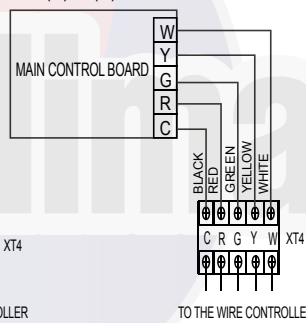 MAIN CONTROL BOARD
W
Y
G
R
C
BLACK
RED
GREEN
YELLOW
WHITE
C R G Y W XT4
XT4
OLLER
TO THE WIRE CONTROLLE